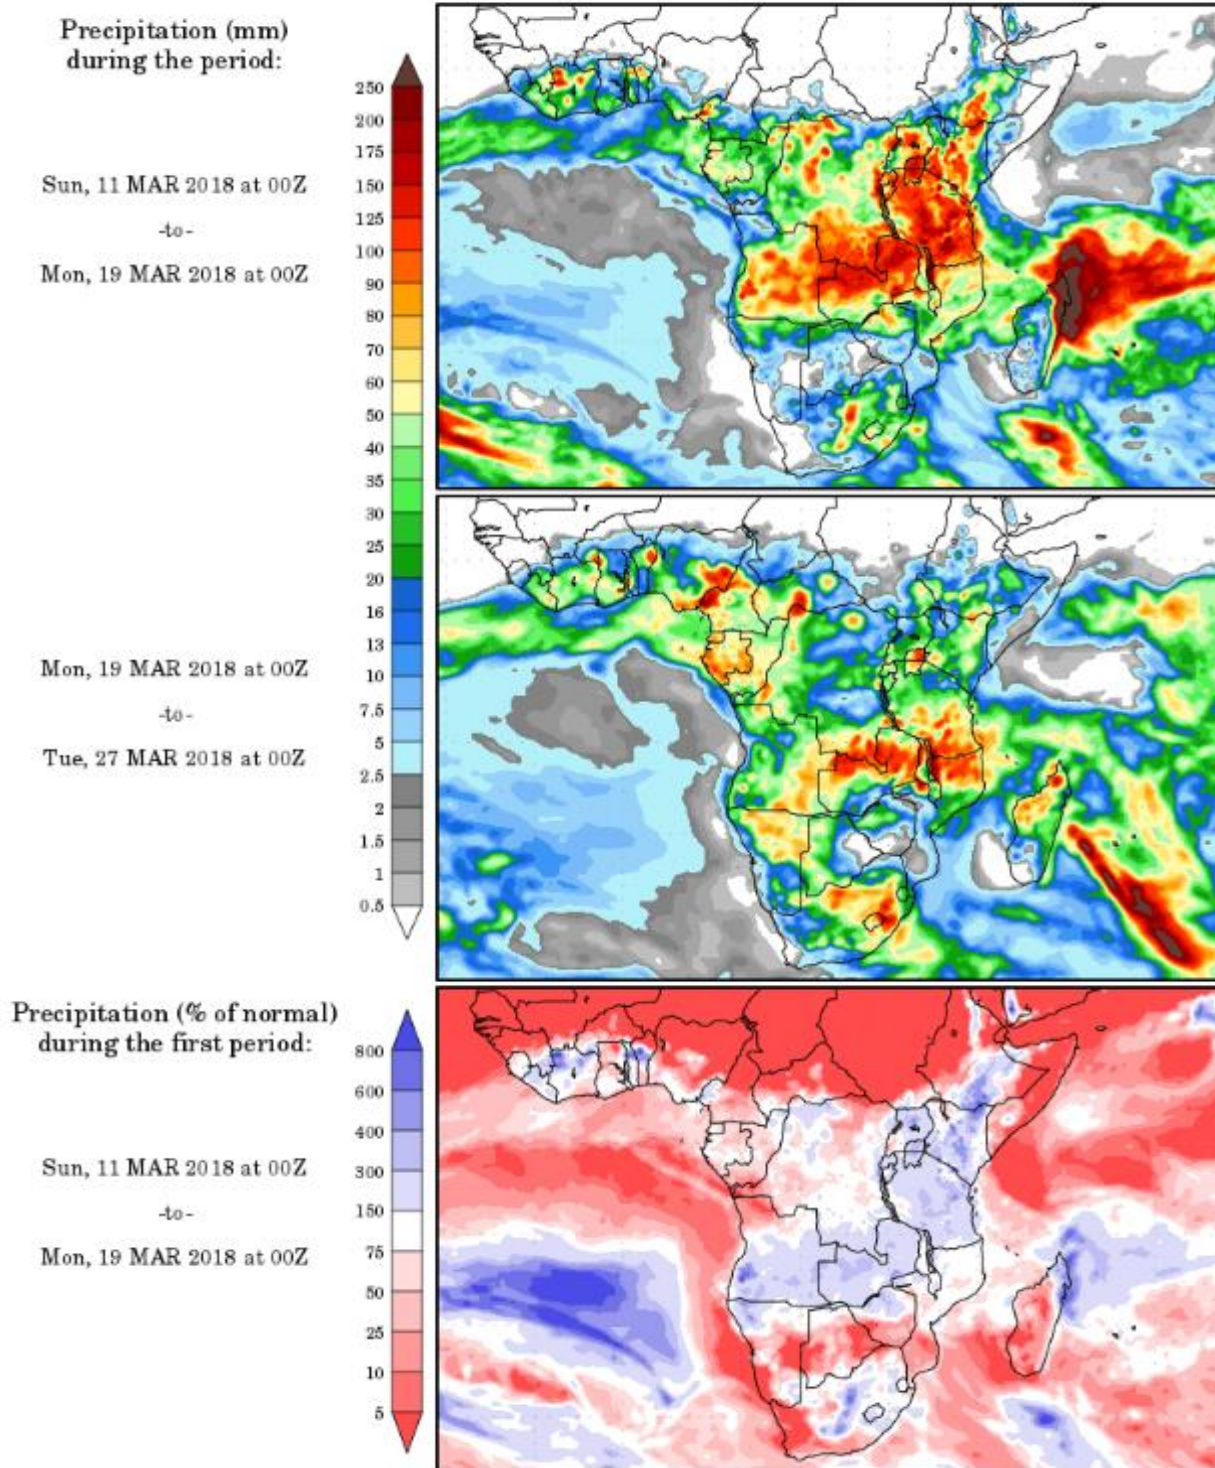 Precipitation (mm)
during the period:
Sun, 11 MAR 2018 at 00Z
-to-
Mon, 19 MAR 2018 at 00Z
Mon, 19 MAR 2018 at 00Z
-to-
Tue, 27 MAR 2018 at 00Z
250
200
175
150
125
100
90
80
70
60
50
40
35
30
25
20
16
13
10
7.5
5
2.5
2
1.5
1
0.5
Precipitation (% of normal)
during the first period:
Sun, 11 MAR 2018 at 00Z
-to-
Mon, 19 MAR 2018 at 00Z
800
600
400
300
150
75
50
25
10
5